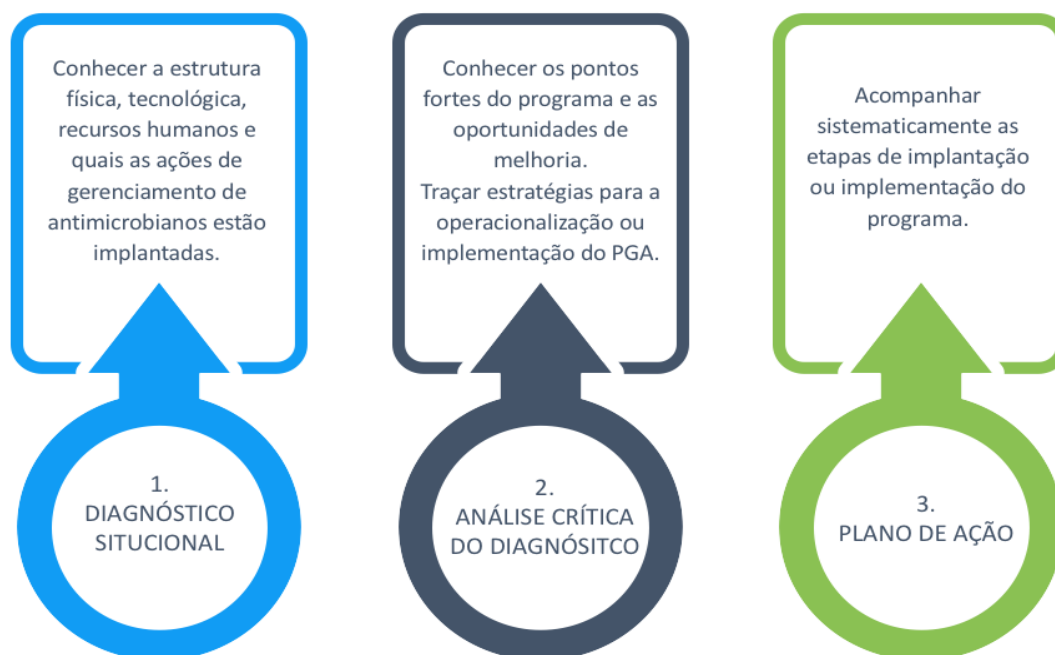 Conhecer a estrutura
física, tecnológica,
recursos humanos e
quais as ações de
gerenciamento de
antimicrobianos estão
implantadas.
1.
DIAGNÓSTICO
SITUCIONAL
Conhecer os pontos
fortes do programa e as
oportunidades de
melhoria.
Traçar estratégias para a
operacionalização ou
implementação do PGA.
2.
ANÁLISE CRÍTICA
DO DIAGNÓSITCO
Acompanhar
sistematicamente as
etapas de implantação
ou implementação do
programa.
3.
PLANO DE AÇÃO